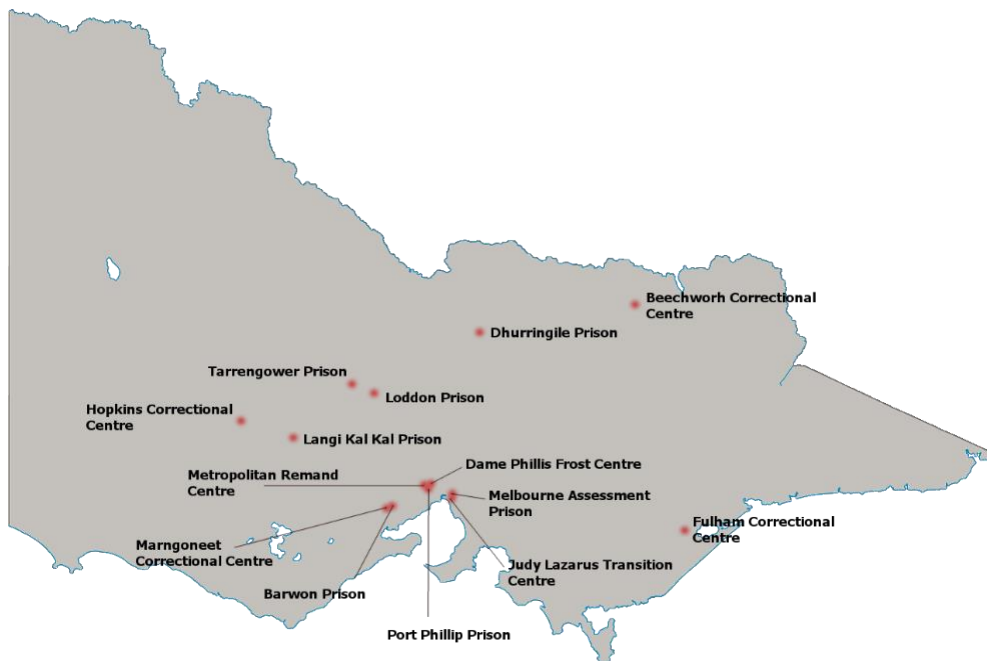 Beechworh Correctional
Centre
Dhurringile Prison
Tarrengower Prison
Loddon Prison
Hopkins Correctional
Centre
Langi Kal Kal Prison
Dame Phillis Frost Centre
Metropolitan Remand
Centre
Melbourne Assessment
Prison
Fulham Correctional
Centre
Marngoneet
Correctional Centre
Judy Lazarus Transition
Centre
Barwon Prison
Port Phillip Prison